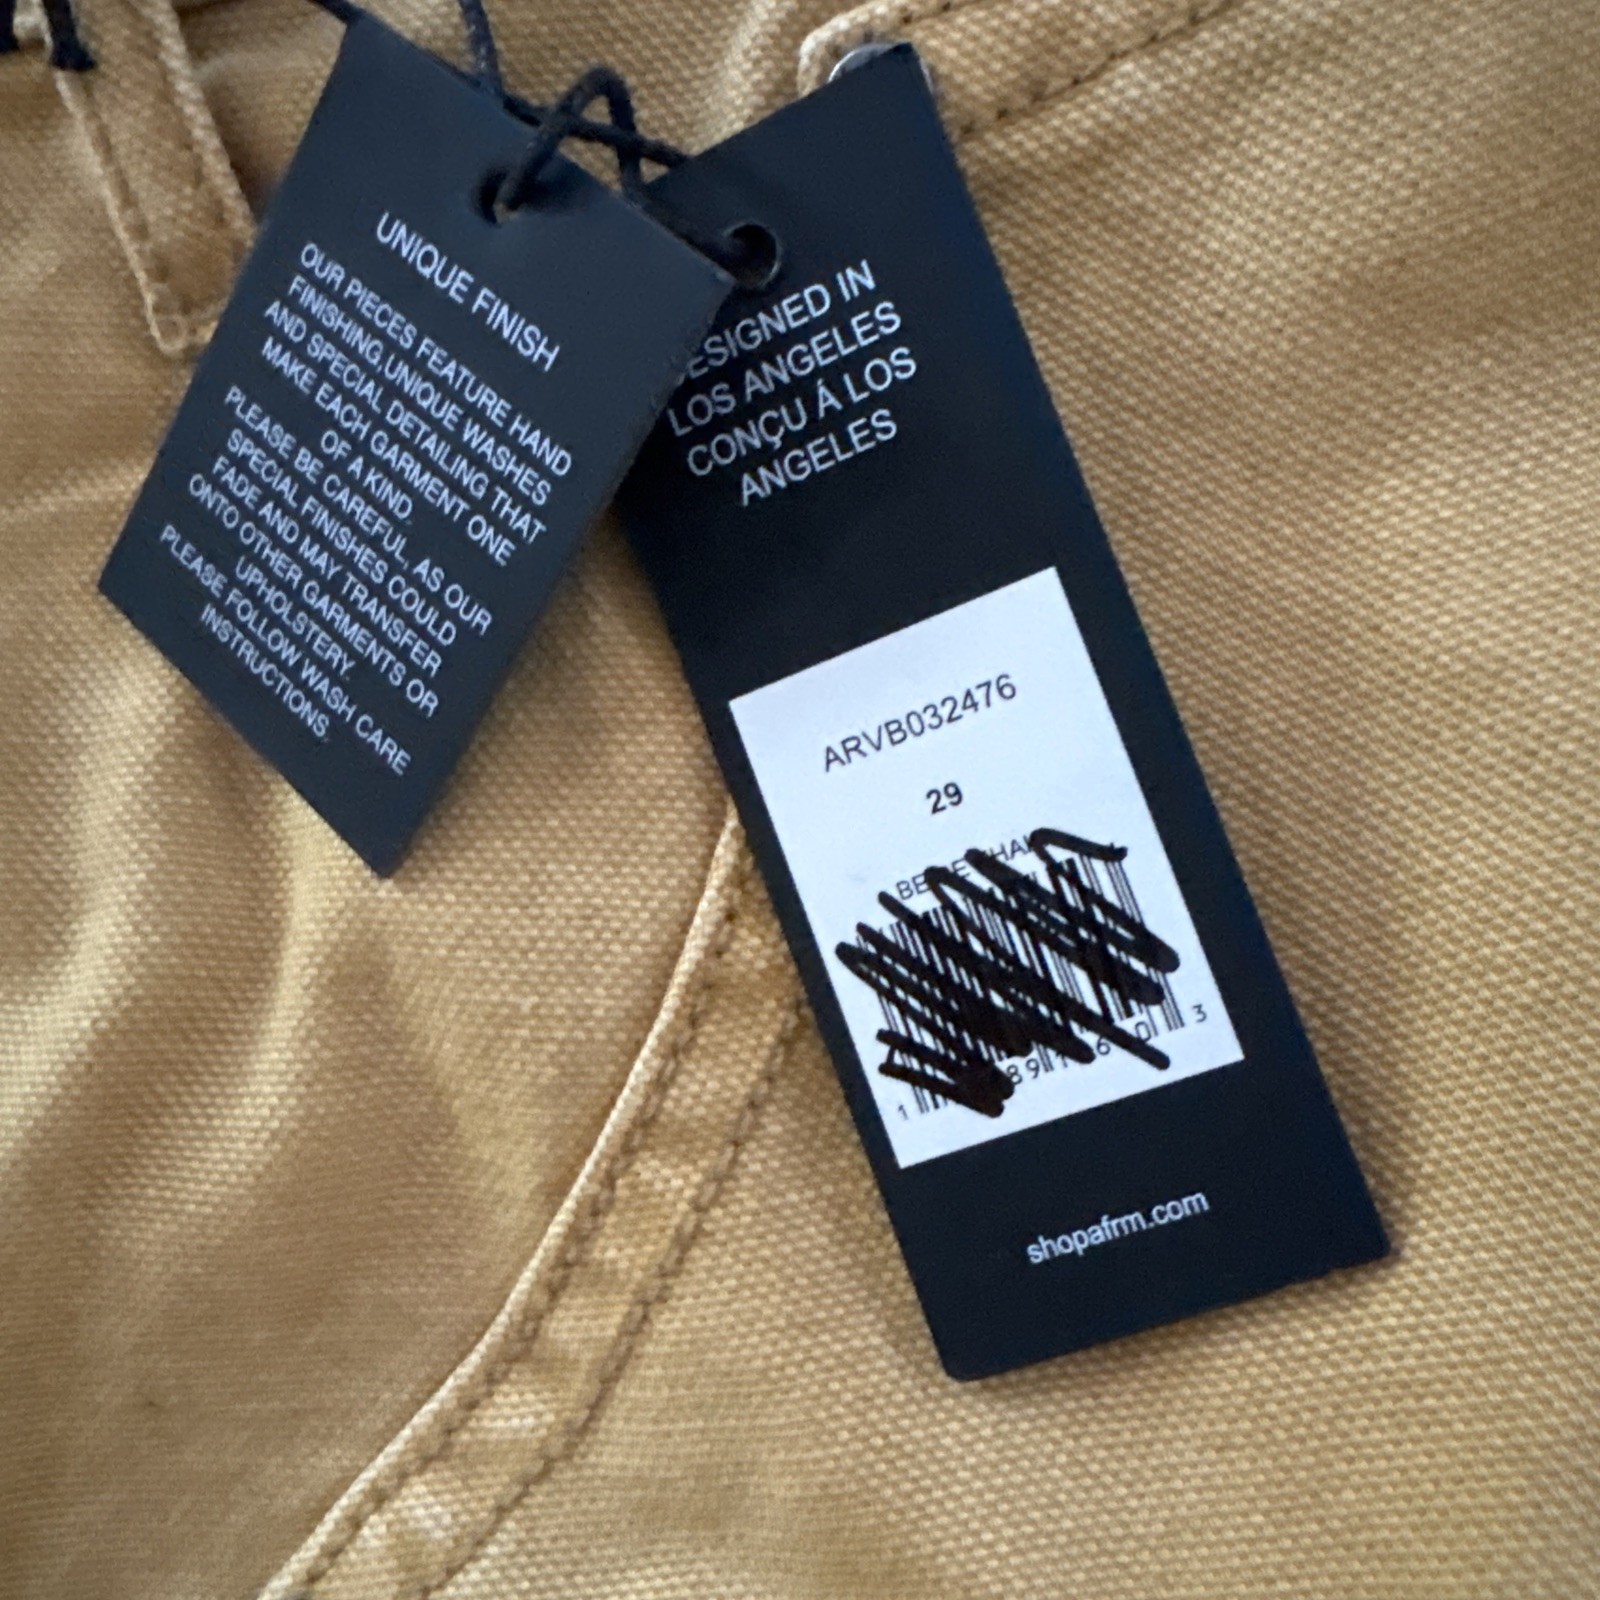 UNIQUE FINISH
OUR PIECES FEATURE HAND
FINISHING,UNIQUE WASHES
AND SPECIAL DETAILING THAT
MAKE EACH GARMENT ONE
OF A KIND.
PLEASE BE CAREFUL, AS OUR
SPECIAL FINISHES COULD
FADE AND MAY TRANSFER
ONTO OTHER GARMENTS OR
UPHOLSTERY.
PLEASE FOLLOW WASH CARE
INSTRUCTIONS.
ESIGNED IN
LOS ANGELES
CONÇU Á LOS
ANGELES
ARVB032476
29
shopafrm.com